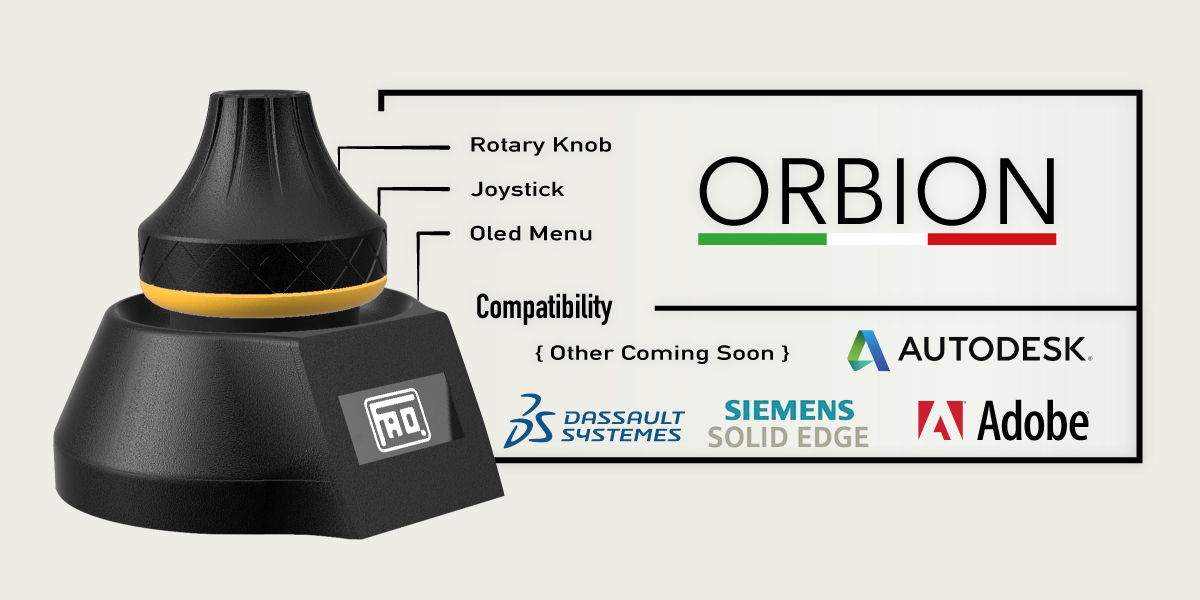 Rotary Knob
Joystick
Oled Menu
ORBION
Compatibility
{ Other Coming Soon }
AUTODESK®
DASSAULT
SYSTEMES
SIEMENS
SOLID EDGE
Adobe